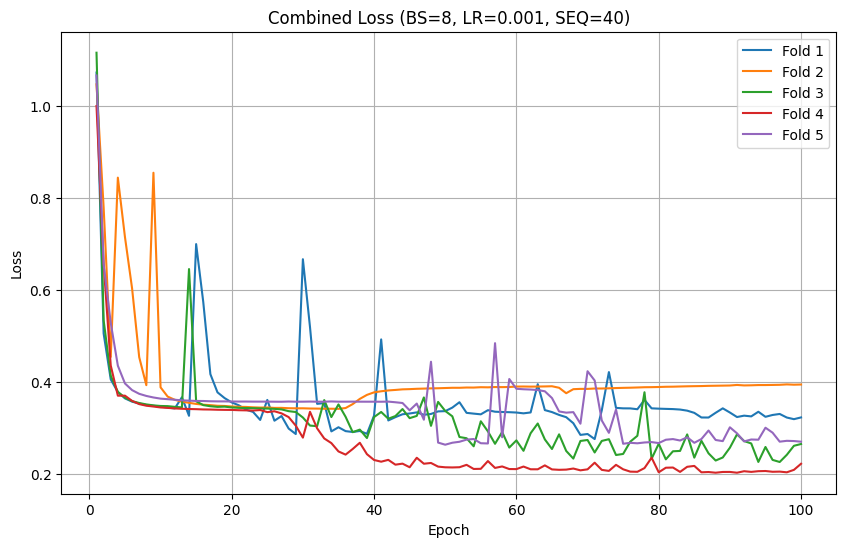 Combined Loss (BS=8, LR=0.001, SEQ=40)
Fold 1
Fold 2
Fold 3
Fold 4
Fold 5
Loss
1.0
0.8
0.6
0.4
0.2
0
20
40
60
80
100
Epoch